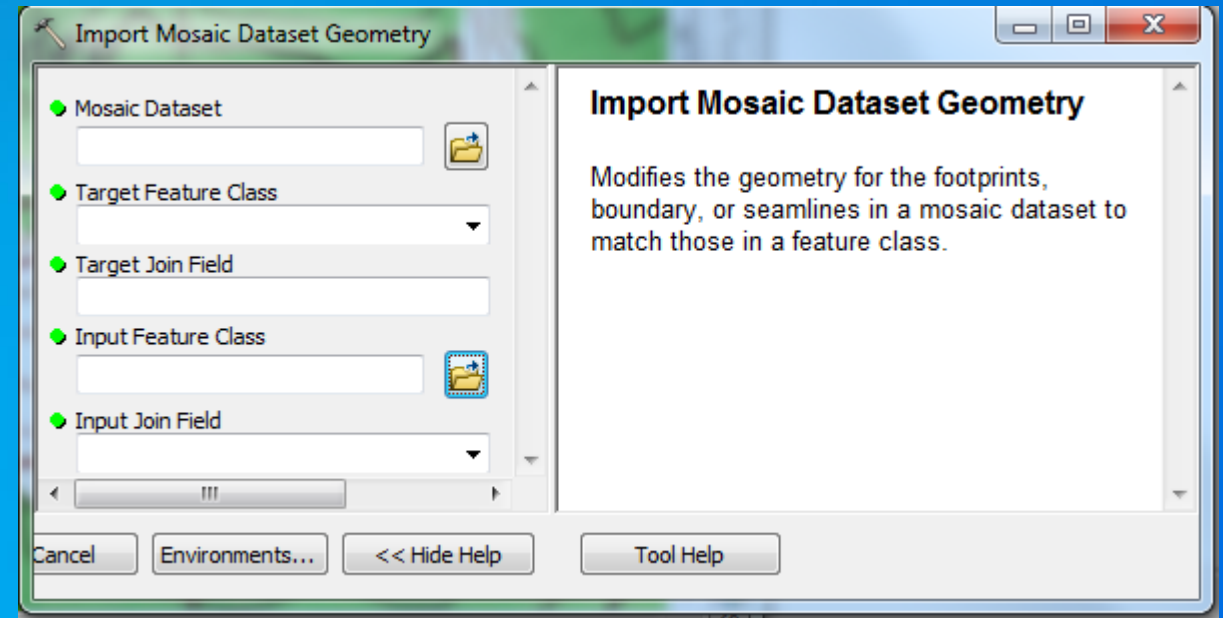 Import Mosaic Dataset Geometry
Mosaic Dataset
Target Feature Class
Target Join Field
Input Feature Class
Input Join Field
Import Mosaic Dataset Geometry
Modifies the geometry for the footprints,
boundary, or seamlines in a mosaic dataset to
match those in a feature class.
Cancel
Environments...
<< Hide Help
Tool Help